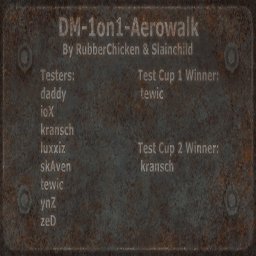 DM-1on1-Aerowalk
By RubberChicken & Slainchild
Testers:
daddy
ioX
kransch
luxxiz
skAven
tewic
ynZ
zeD
Test Cup 1 Winner:
tewic
Test Cup 2 Winner:
kransch